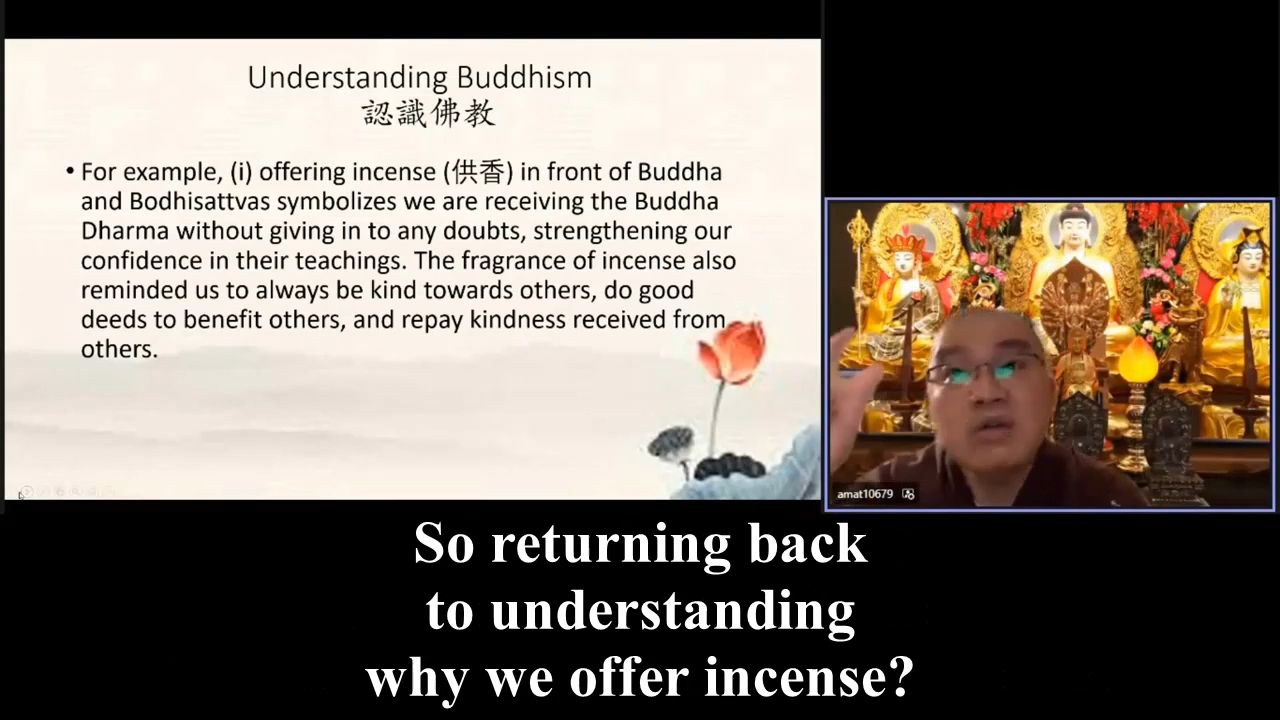 Understanding Buddhism
認識佛教
• For example, (i) offering incense (供香) in front of Buddha
and Bodhisattvas symbolizes we are receiving the Buddha
Dharma without giving in to any doubts, strengthening our
confidence in their teachings. The fragrance of incense also
reminded us to always be kind towards others, do good
deeds to benefit others, and repay kindness received from
others.
amat10679
So returning back
to understanding
why we offer incense?